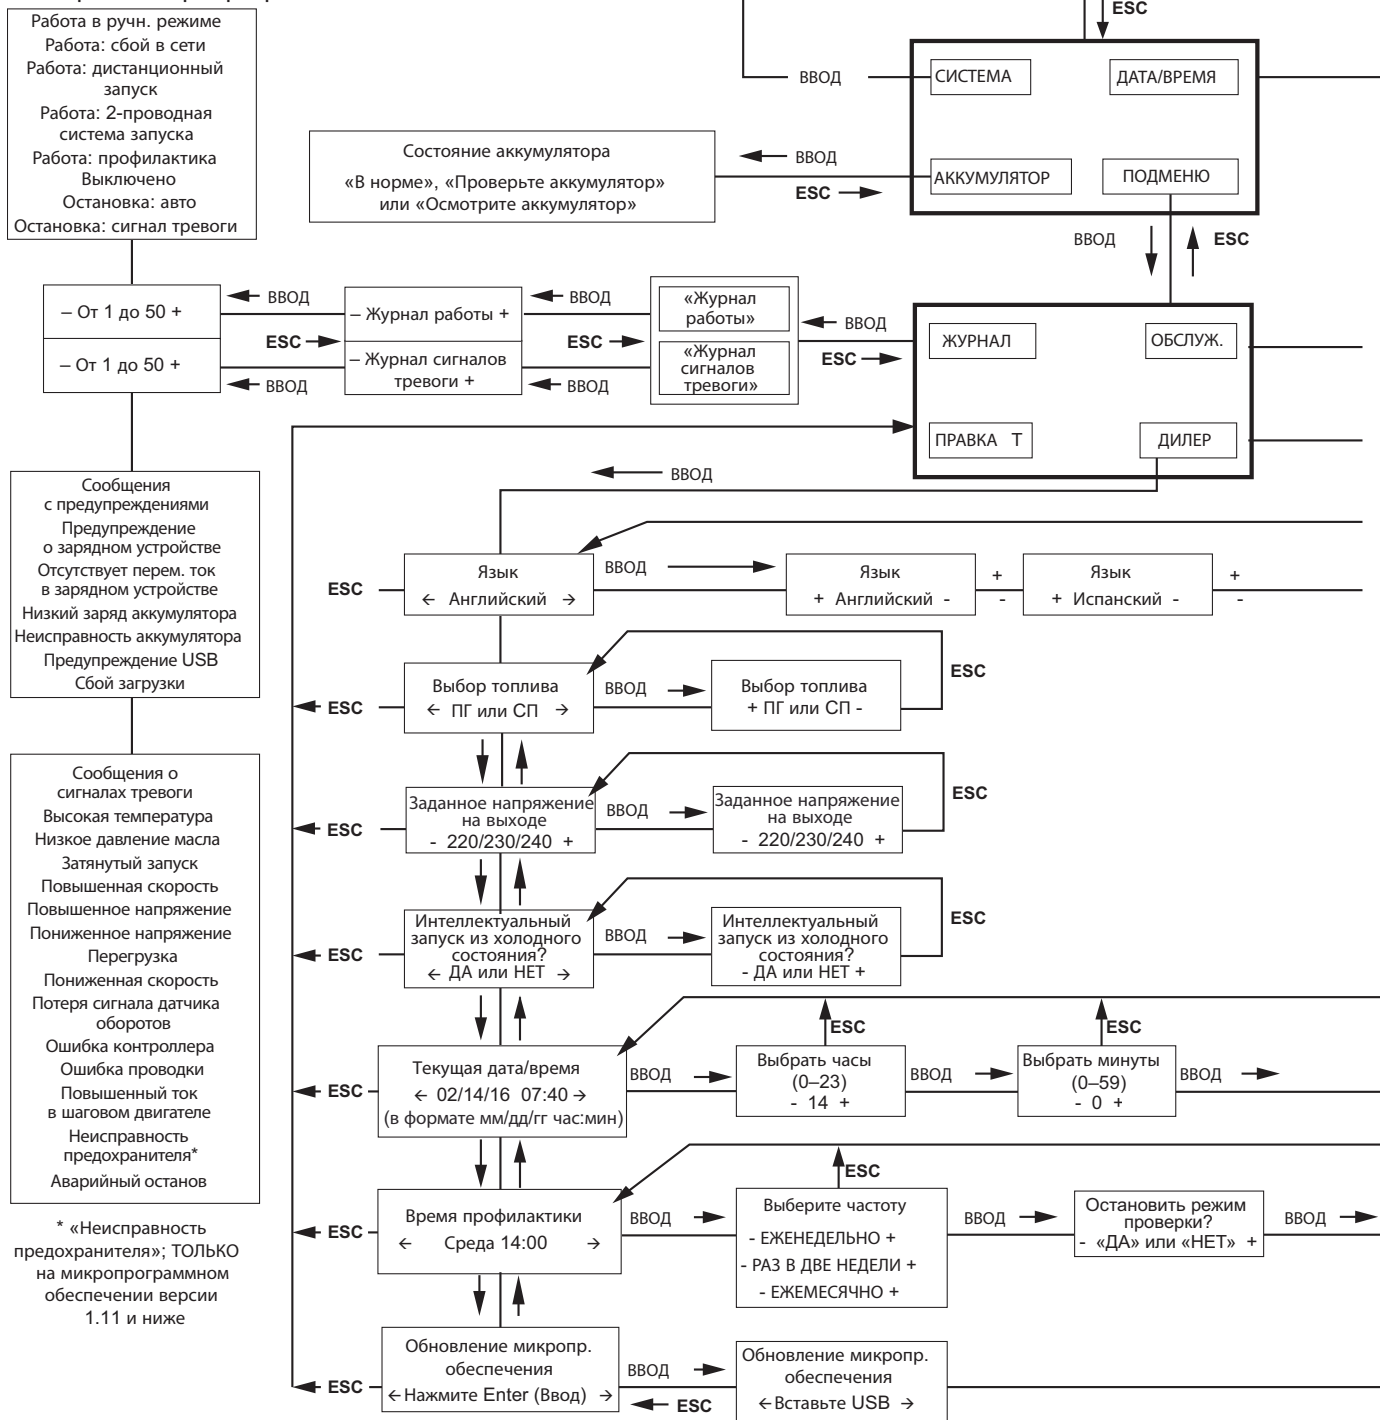 Работа в ручн. режиме
Работа: сбой в сети
Работа: дистанционный
запуск
Работа: 2-проводная
система запуска
Работа: профилактика
Выключено
Остановка: авто
Остановка: сигнал тревоги
ESC
ВВОД
СИСТЕМА
ДАТА/ВРЕМЯ
АККУМУЛЯТОР
ПОДМЕНЮ
Состояние аккумулятора
«В норме», «Проверьте аккумулятор»
или «Осмотрите аккумулятор»
ВВОД
ESC
ВВОД
ESC
– От 1 до 50 +
– От 1 до 50 +
ВВОД
ESC
ВВОД
– Журнал работы +
– Журнал сигналов
тревоги +
ВВОД
ESC
ВВОД
«Журнал
работы»
«Журнал
сигналов
тревоги»
ВВОД
ESC
ЖУРНАЛ
ОБСЛУЖ.
ПРАВКА Т
ДИЛЕР
ВВОД
Сообщения
с предупреждениями
Предупреждение
о зарядном устройстве
Отсутствует перем. ток
в зарядном устройстве
Низкий заряд аккумулятора
Неисправность аккумулятора
Предупреждение USB
Сбой загрузки
ESC
Язык
← Английский →
ВВОД
Язык
+ Английский -
+
-
Язык
+ Испанский -
+
-
ESC
Выбор топлива
← ПГ или СП →
ВВОД
Выбор топлива
+ ПГ или СП -
ESC
ESC
Заданное напряжение
на выходе
- 220/230/240 +
ВВОД
Заданное напряжение
на выходе
- 220/230/240 +
ESC
ESC
Интеллектуальный
запуск из холодного
состояния?
← ДА или НЕТ →
ВВОД
Интеллектуальный
запуск из холодного
состояния?
- ДА или НЕТ +
ESC
Сообщения о
сигналах тревоги
Высокая температура
Низкое давление масла
Затянутый запуск
Повышенная скорость
Повышенное напряжение
Пониженное напряжение
Перегрузка
Пониженная скорость
Потеря сигнала датчика
оборотов
Ошибка контроллера
Ошибка проводки
Повышенный ток
в шаговом двигателе
Неисправность
предохранителя*
Аварийный останов
* «Неисправность
предохранителя»; ТОЛЬКО
на микропрограммном
обеспечении версии
1.11 и ниже
ESC
Текущая дата/время
← 02/14/16 07:40 →
(в формате мм/дд/гг час:мин)
ВВОД
ESC
Выбрать часы
(0–23)
- 14 +
ВВОД
ESC
Выбрать минуты
(0–59)
- 0 +
ВВОД
ESC
Время профилактики
← Среда 14:00 →
ВВОД
ESC
Выберите частоту
- ЕЖЕНЕДЕЛЬНО +
- РАЗ В ДВЕ НЕДЕЛИ +
- ЕЖЕМЕСЯЧНО +
ВВОД
Остановить режим
проверки?
- «ДА» или «НЕТ» +
ВВОД
ESC
Обновление микропр.
обеспечения
← Нажмите Enter (Ввод) →
ВВОД
ESC
Обновление микропр.
обеспечения
← Вставьте USB →